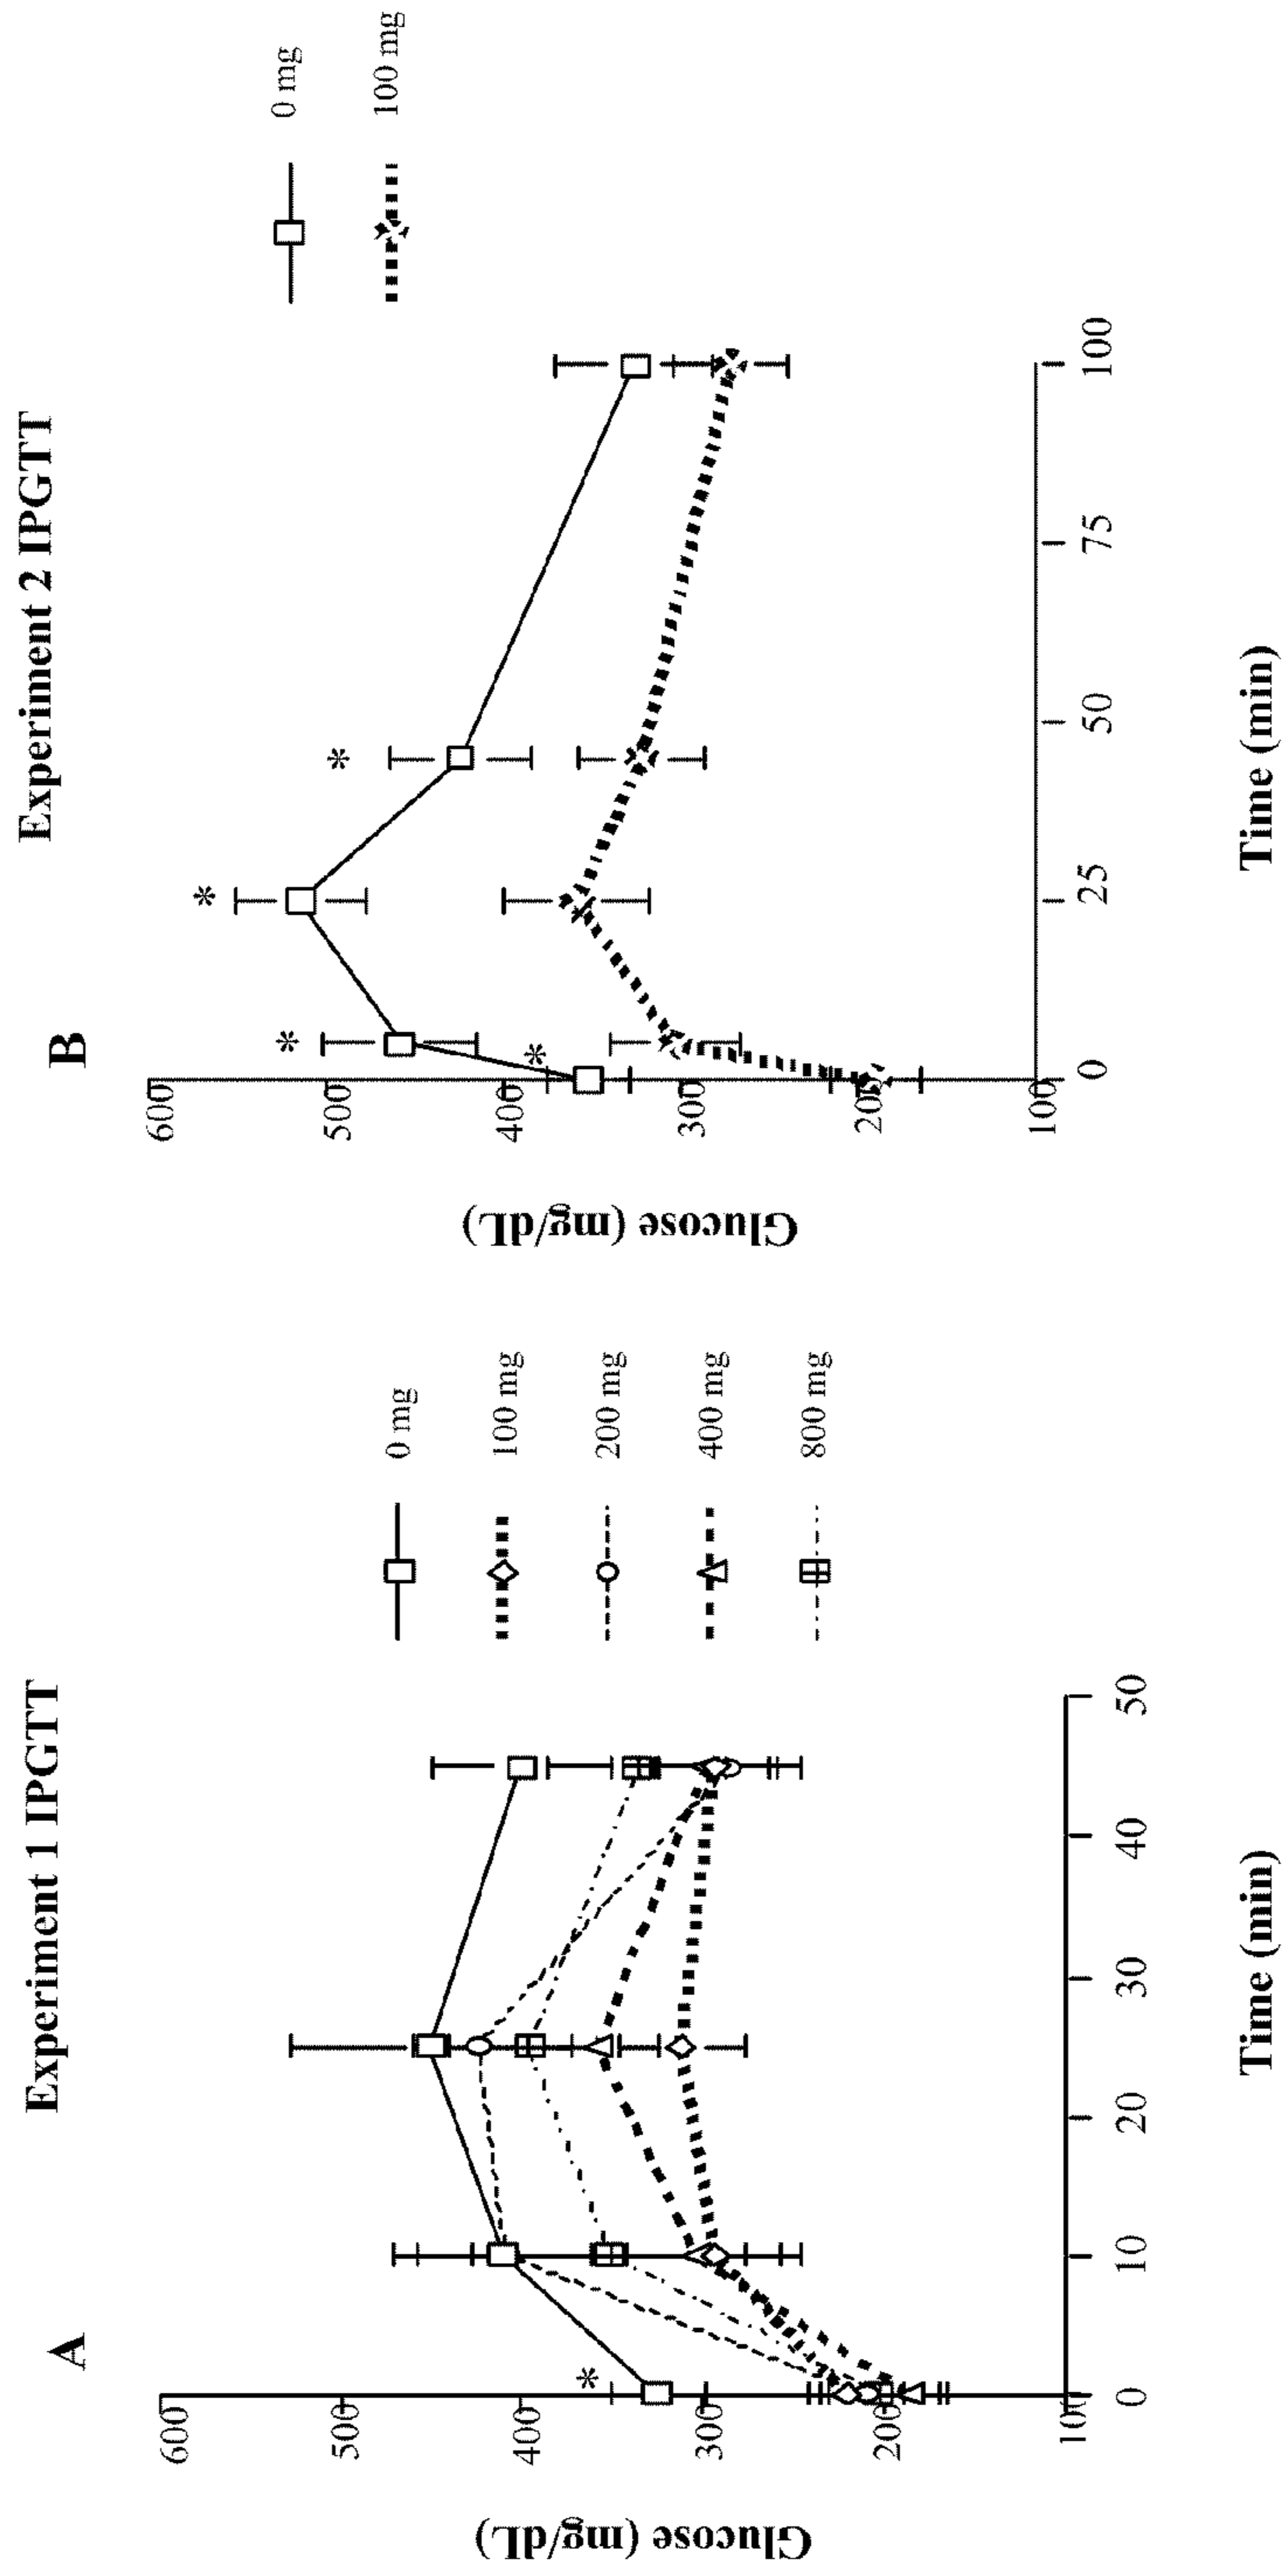 A
Experiment 1 IPGTT
Glucose (mg/dL)
600
500
400
300
200
100
*
0
10
20
30
40
50
Time (min)
0 mg
100 mg
200 mg
400 mg
800 mg
B
Experiment 2 IPGTT
Glucose (mg/dL)
600
500
400
300
200
100
*
*
*
*
0
25
50
75
100
Time (min)
0 mg
100 mg